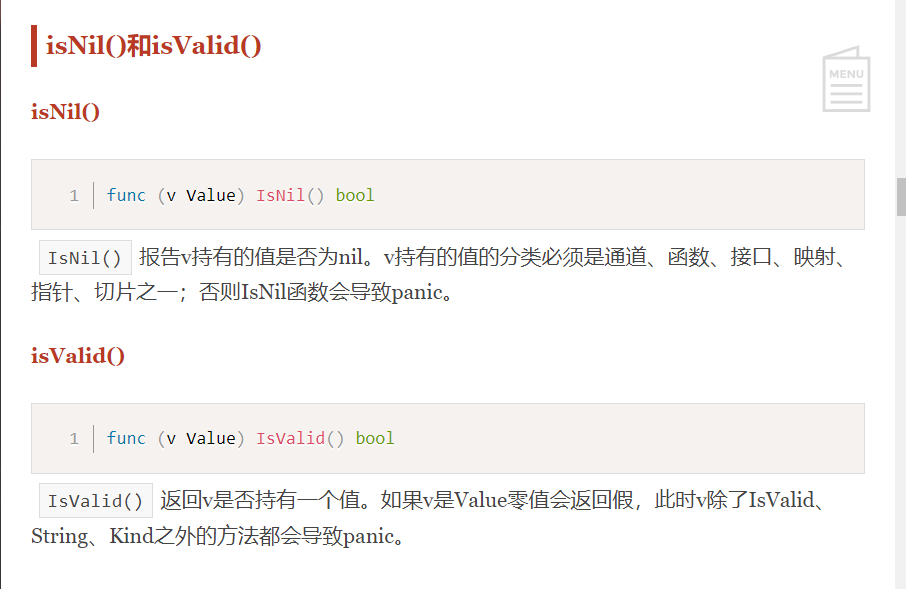 isNil()和isValid()
MENU
isNil()
1 func (v Value) IsNil() bool
IsNil() 报告v持有的值是否为nil。v持有的值的分类必须是通道、函数、接口、映射、
指针、切片之一；否则IsNil函数会导致panic。
isValid()
1 func (v Value) IsValid() bool
IsValid() 返回v是否持有一个值。如果v是Value零值会返回假，此时v除了IsValid、
String、Kind之外的方法都会导致panic。